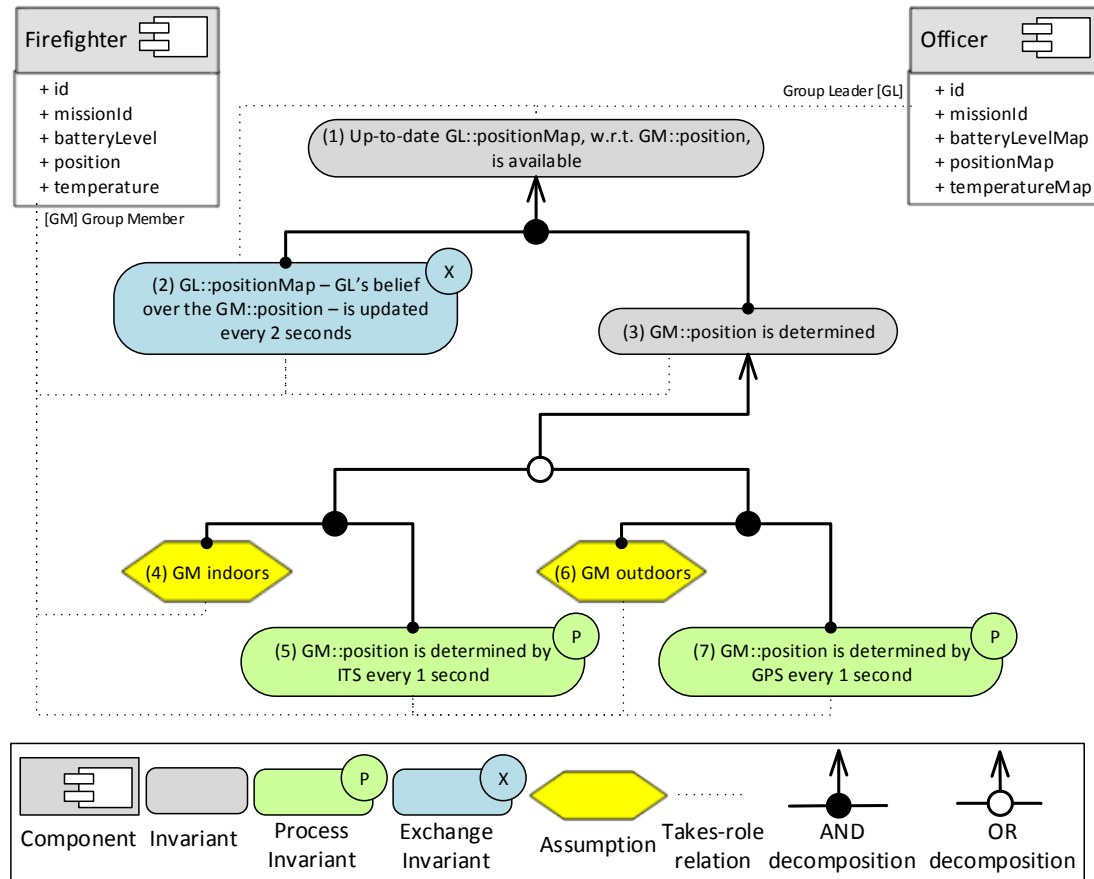 Firefighter
+ id
+ missionId
+ batteryLevel
+ position
+ temperature
[GM] Group Member
Officer
+ id
+ missionId
+ batteryLevelMap
+ positionMap
+ temperatureMap
Group Leader [GL]
(1) Up-to-date GL::positionMap, w.r.t. GM::position,
is available
X
(2) GL::positionMap – GL’s belief
over the GM::position – is updated
every 2 seconds
(3) GM::position is determined
(4) GM indoors
(6) GM outdoors
P
(5) GM::position is determined by
ITS every 1 second
P
(7) GM::position is determined by
GPS every 1 second
Component
Invariant
P
Process
Invariant
X
Exchange
Invariant
Assumption
Takes-role
relation
AND
decomposition
OR
decomposition